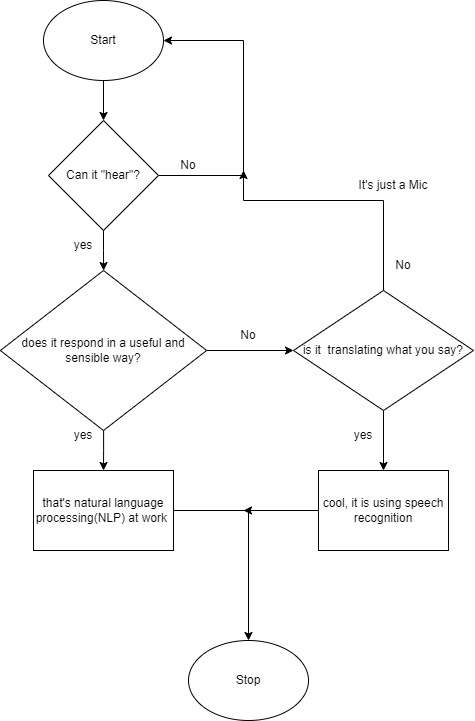 Start
Can it "hear"?
No
It's just a Mic
yes
No
does it respond in a useful and
sensible way?
No
is it translating what you say?
yes
yes
that's natural language
processing(NLP) at work
cool, it is using speech
recognition
Stop